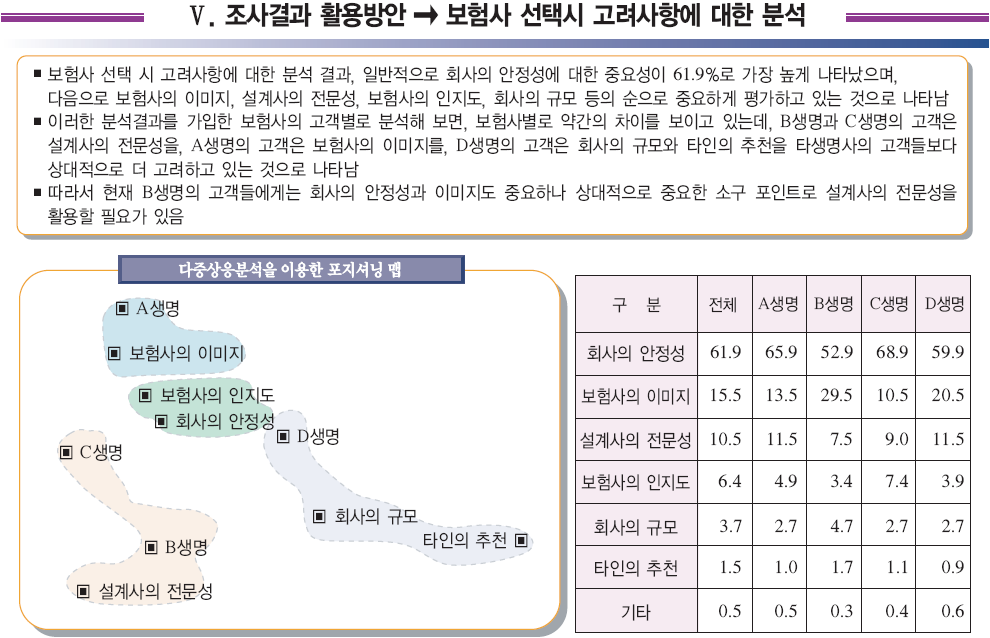 Ⅴ. 조사결과 활용방안 → 보험사 선택시 고려사항에 대한 분석
▪ 보험사 선택 시 고려사항에 대한 분석 결과, 일반적으로 회사의 안정성에 대한 중요성이 61.9%로 가장 높게 나타났으며,
다음으로 보험사의 이미지, 설계사의 전문성, 보험사의 인지도, 회사의 규모 등의 순으로 중요하게 평가하고 있는 것으로 나타남
▪ 이러한 분석결과를 가입한 보험사의 고객별로 분석해 보면, 보험사별로 약간의 차이를 보이고 있는데, B생명과 C생명의 고객은
설계사의 전문성을, A생명의 고객은 보험사의 이미지를, D생명의 고객은 회사의 규모와 타인의 추천을 타생명사의 고객들보다
상대적으로 더 고려하고 있는 것으로 나타남
▪ 따라서 현재 B생명의 고객들에게는 회사의 안정성과 이미지도 중요하나 상대적으로 중요한 소구 포인트로 설계사의 전문성을
활용할 필요가 있음
다중상응분석을 이용한 포지셔닝 맵
▣ A생명
▣ 보험사의 이미지
▣ 보험사의 인지도
▣ 회사의 안정성
▣ D생명
▣ C생명
▣ 회사의 규모
타인의 추천 ▣
▣ B생명
▣ 설계사의 전문성
구 분 전체 A생명 B생명 C생명 D생명
회사의 안정성 61.9 65.9 52.9 68.9 59.9
보험사의 이미지 15.5 13.5 29.5 10.5 20.5
설계사의 전문성 10.5 11.5 7.5 9.0 11.5
보험사의 인지도 6.4 4.9 3.4 7.4 3.9
회사의 규모 3.7 2.7 4.7 2.7 2.7
타인의 추천 1.5 1.0 1.7 1.1 0.9
기타 0.5 0.5 0.3 0.4 0.6